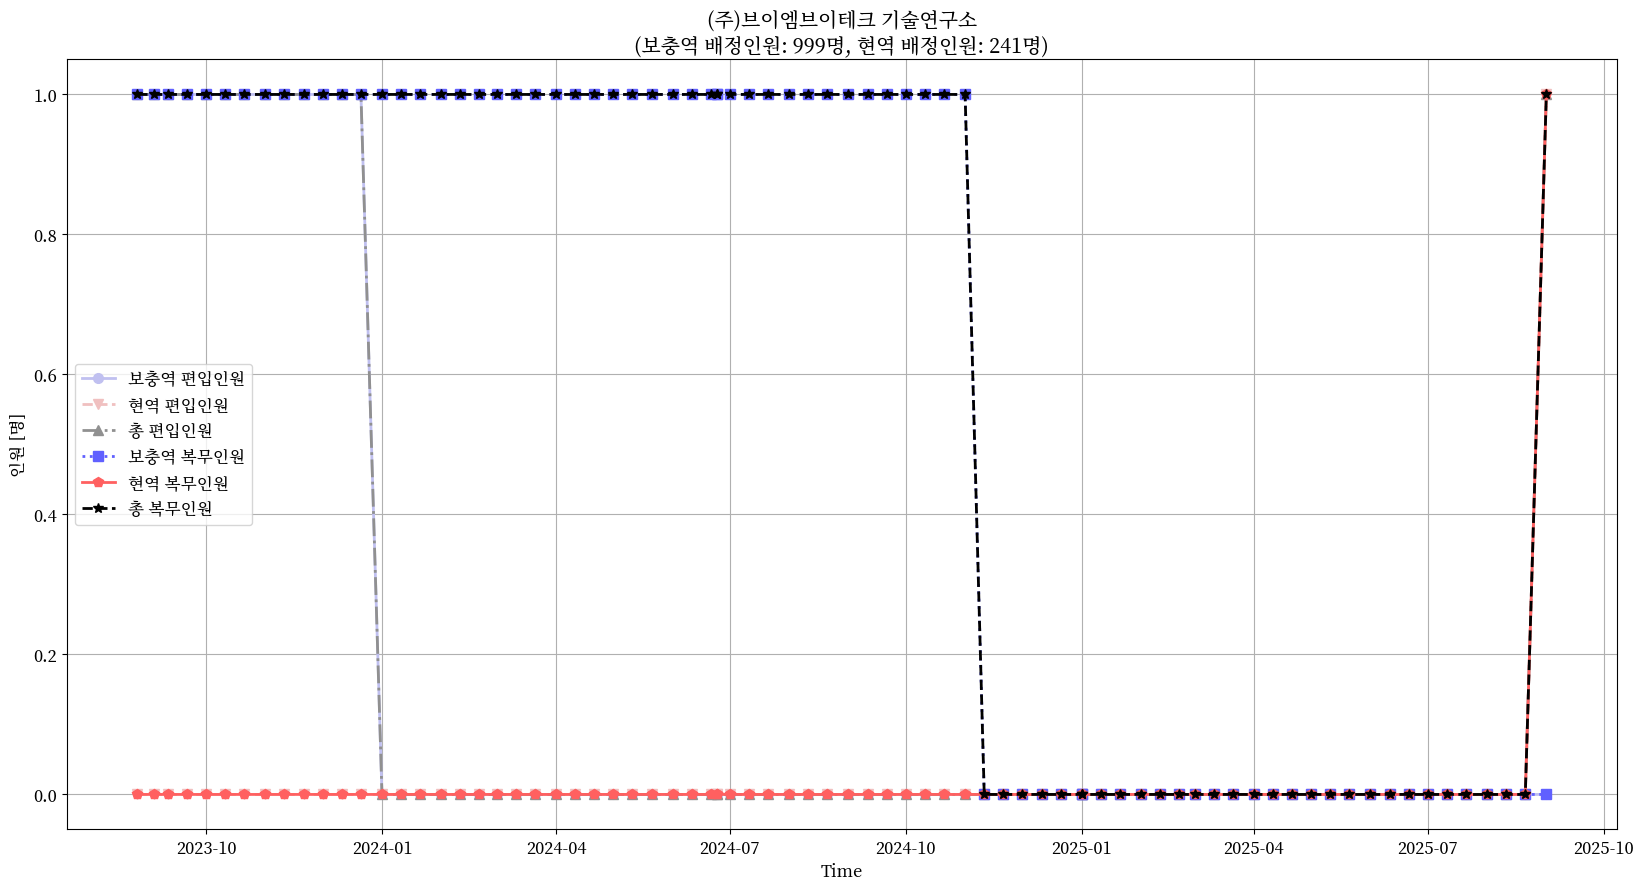 (주)브이엠브이테크 기술연구소
(보충역 배정인원: 999명, 현역 배정인원: 241명)
1.0
0.8
0.6
0.4
0.2
0.0
인원 [명]
보충역 편입인원
현역 편입인원
총 편입인원
보충역 복무인원
현역 복무인원
총 복무인원
2023-10
2024-01
2024-04
2024-07
2024-10
2025-01
2025-04
2025-07
2025-10
Time